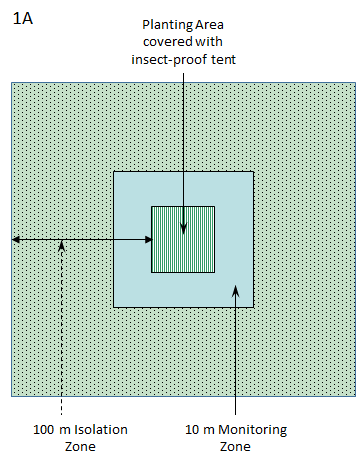 1A
Planting Area
covered with
insect-proof tent
100 m Isolation
Zone
10 m Monitoring
Zone